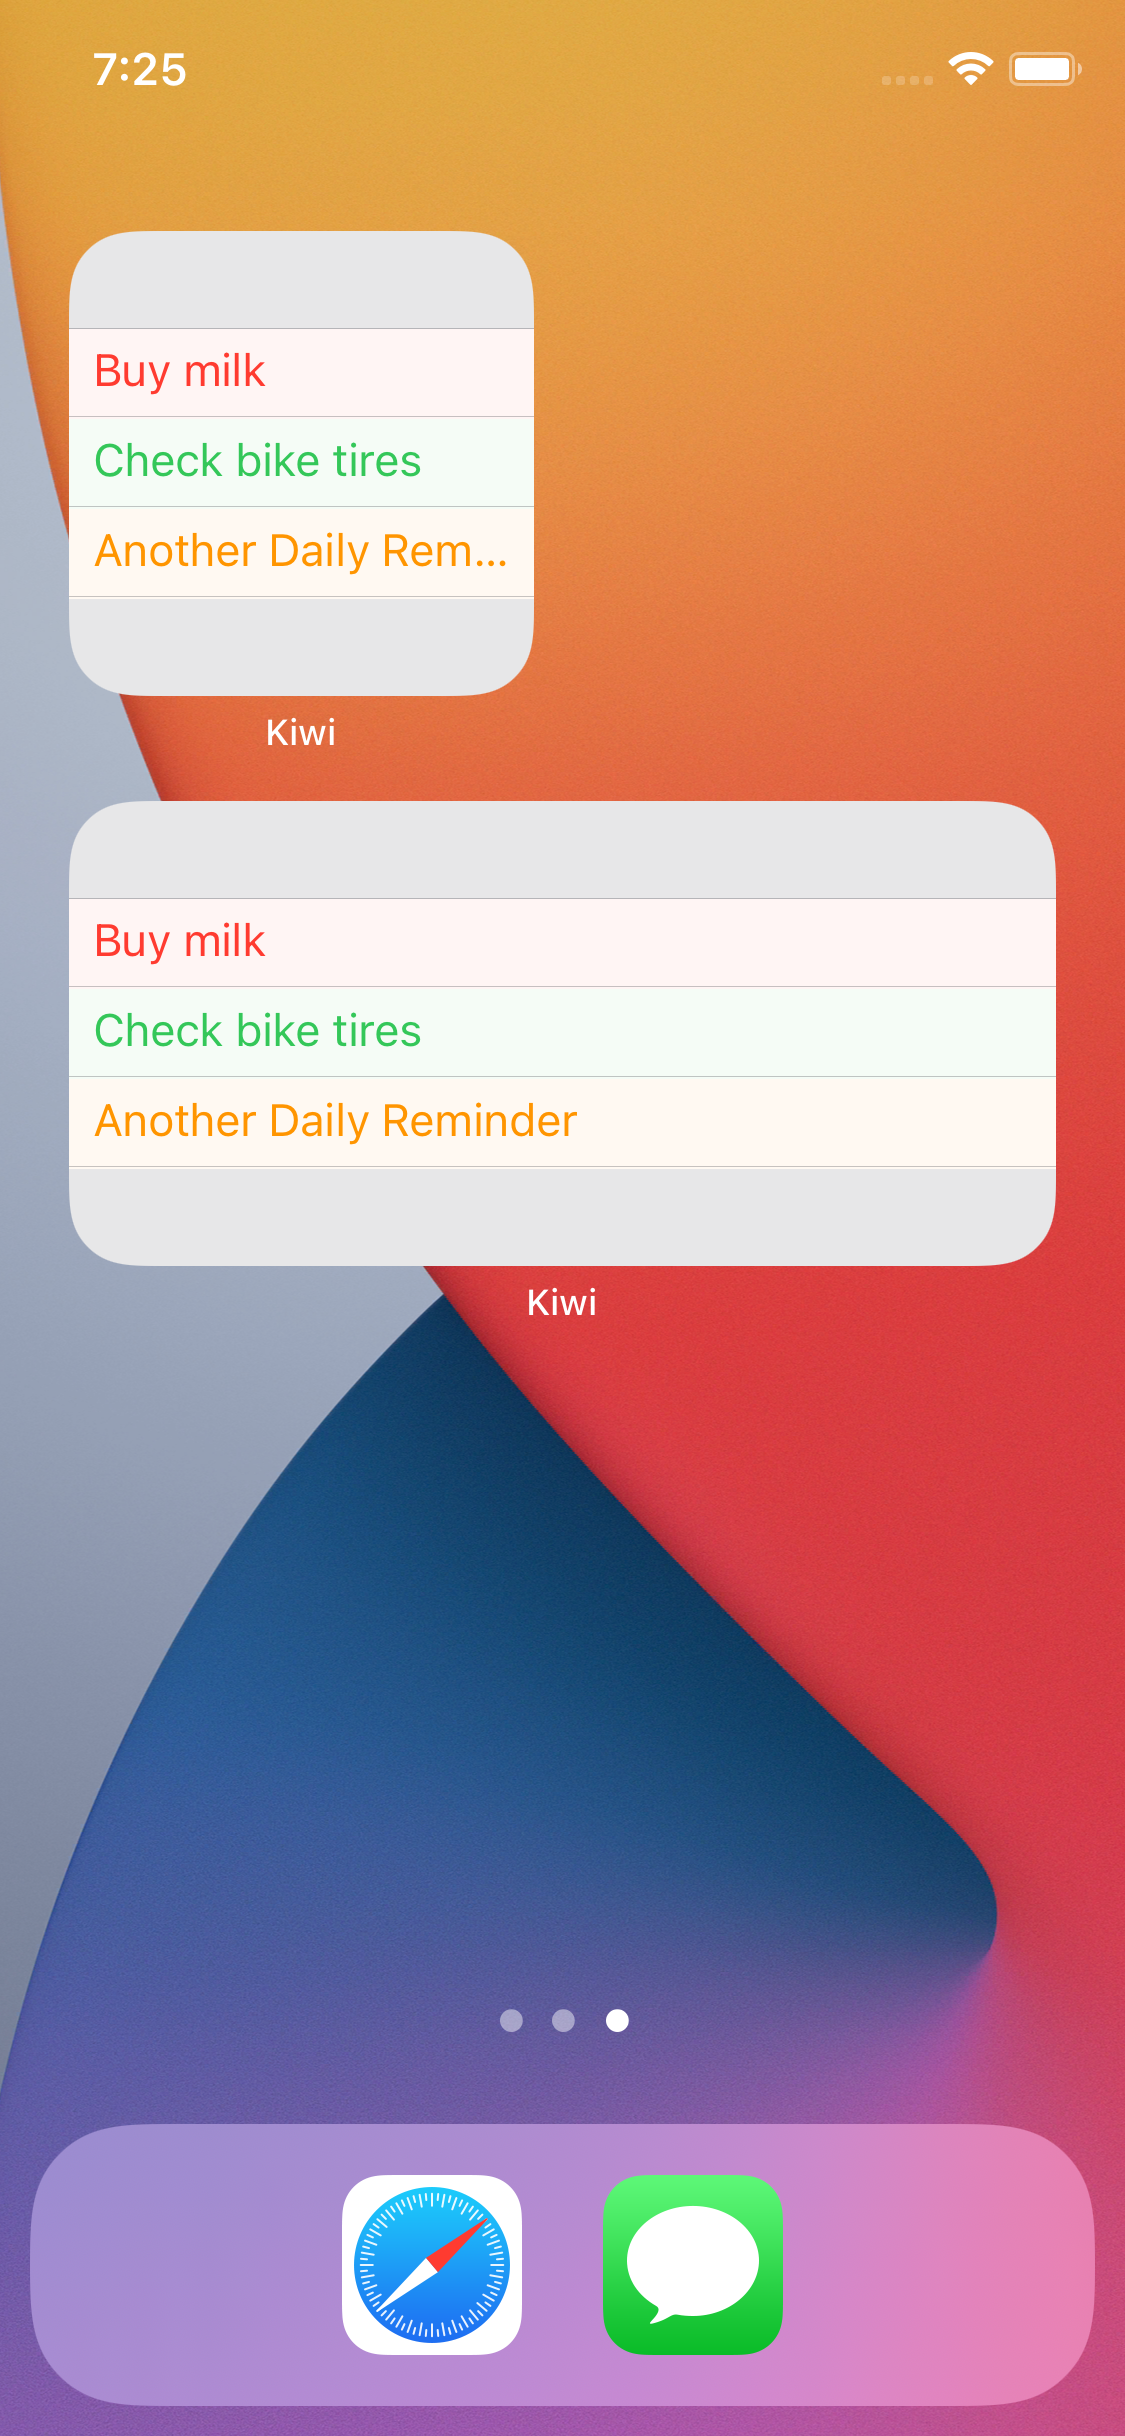 7:25
Buy milk
Check bike tires
Another Daily Rem...
Kiwi
Buy milk
Check bike tires
Another Daily Reminder
Kiwi